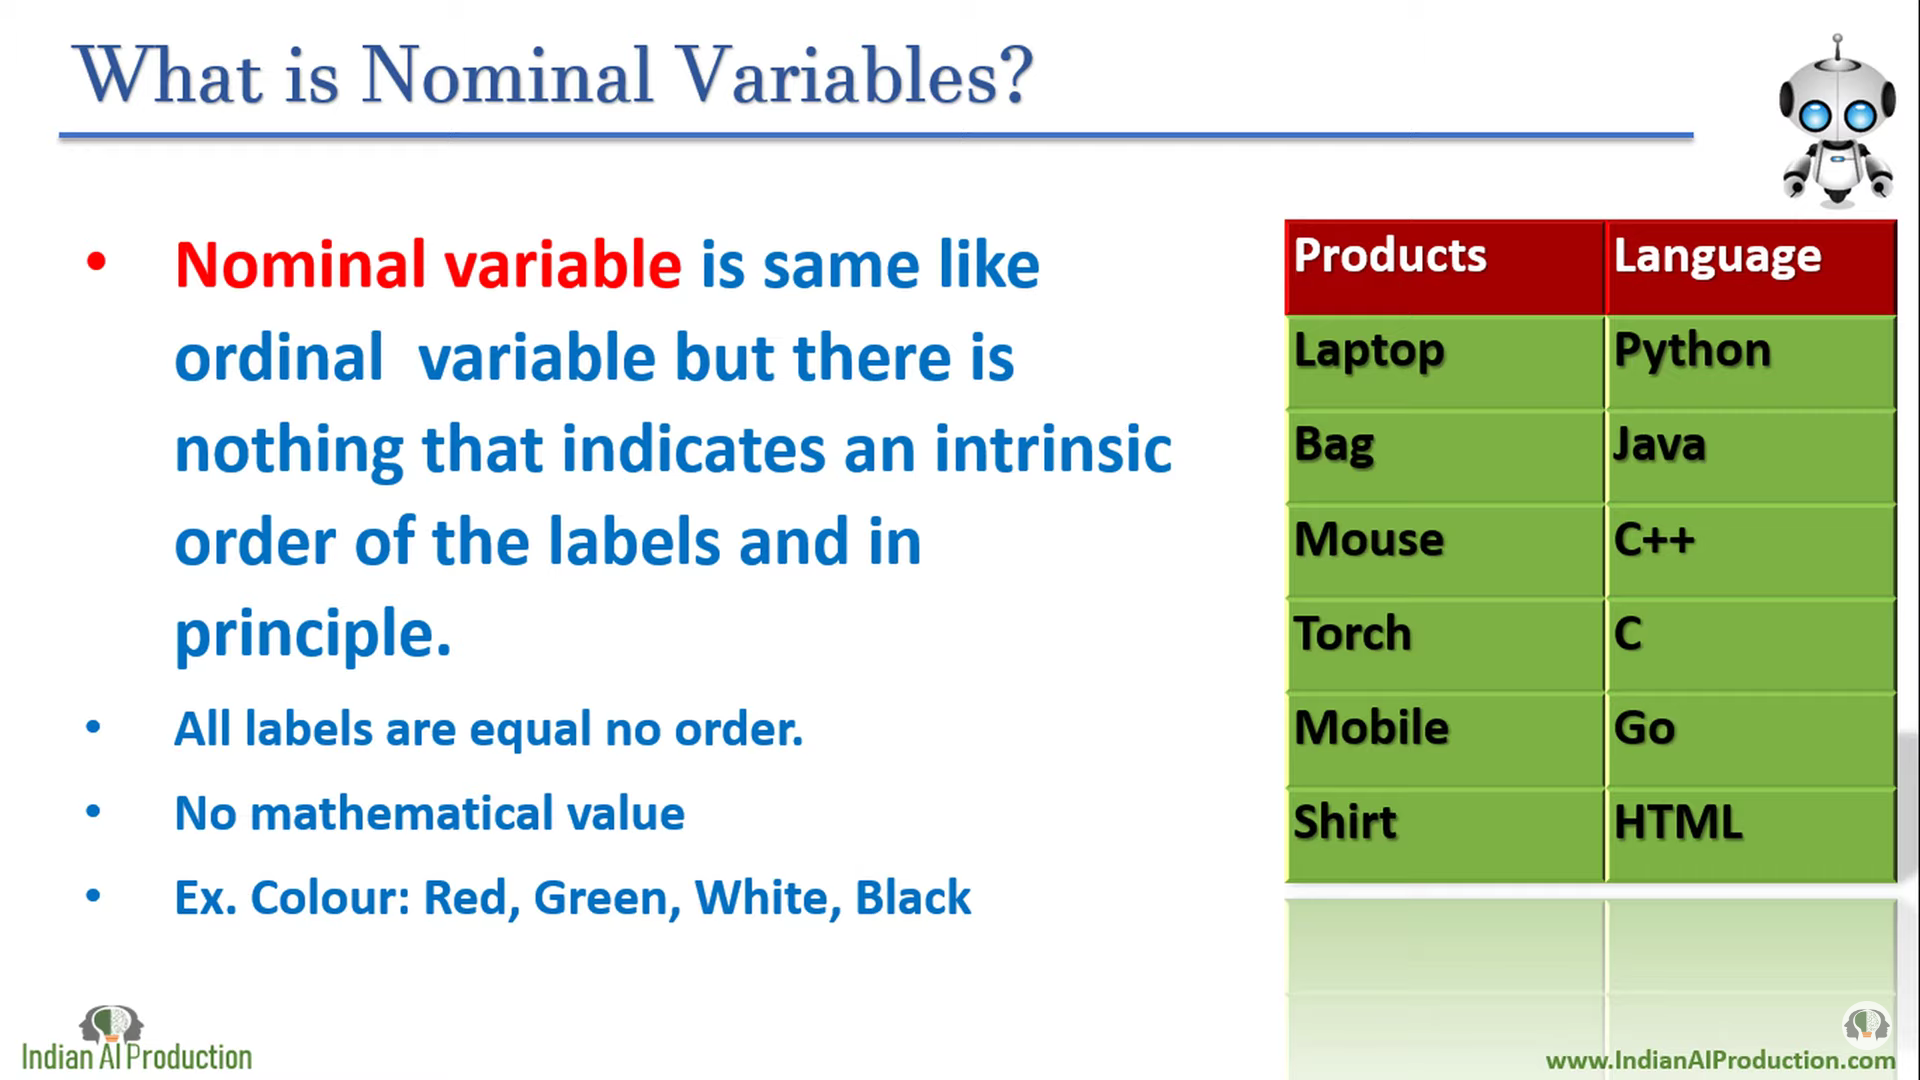 What is Nominal Variables?
• Nominal variable is same like
ordinal variable but there is
nothing that indicates an intrinsic
order of the labels and in
principle.
• All labels are equal no order.
• No mathematical value
• Ex. Colour: Red, Green, White, Black
Products Language
Laptop Python
Bag Java
Mouse C++
Torch C
Mobile Go
Shirt HTML
Indian AI Production
www.IndianAIProduction.com